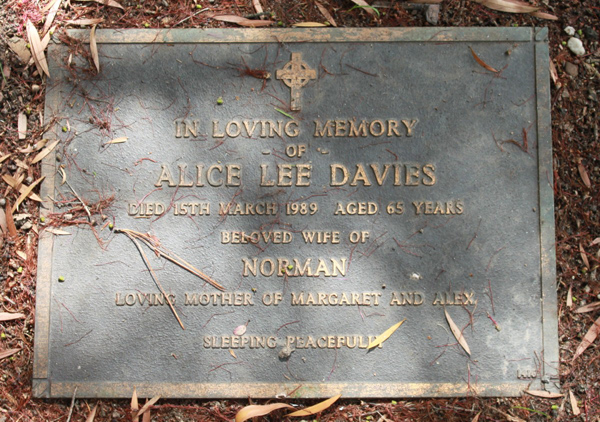 IN LOVING MEMORY
- OF -
ALICE LEE DAVIES
DIED 15TH MARCH 1989 AGED 65 YEARS
BELOVED WIFE OF
NORMAN
LOVING MOTHER OF MARGARET AND ALEX.
SLEEPING PEACEFULLY